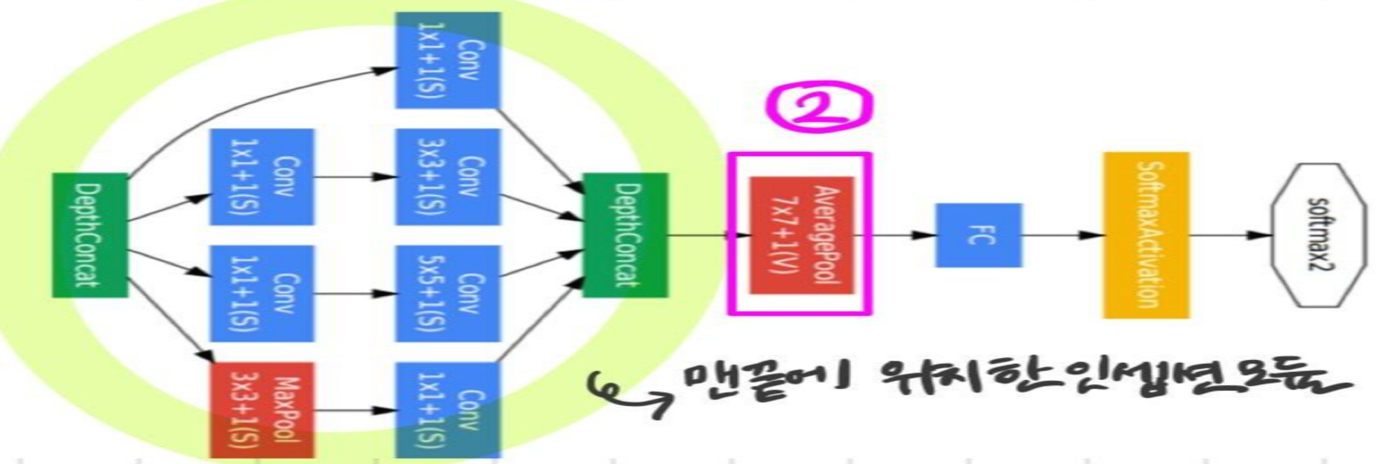 DepthConcat
Conv
1x1+1(S)
Conv
1x1+1(S)
Conv
1x1+1(S)
MaxPool
3x3+1(S)
Conv
3x3+1(S)
Conv
5x5+1(S)
Conv
1x1+1(S)
DepthConcat
②
AveragePool
7x7+1(V)
FC
SoftmaxActivation
softmax2
맨끝에 위치한 인셉션모듈